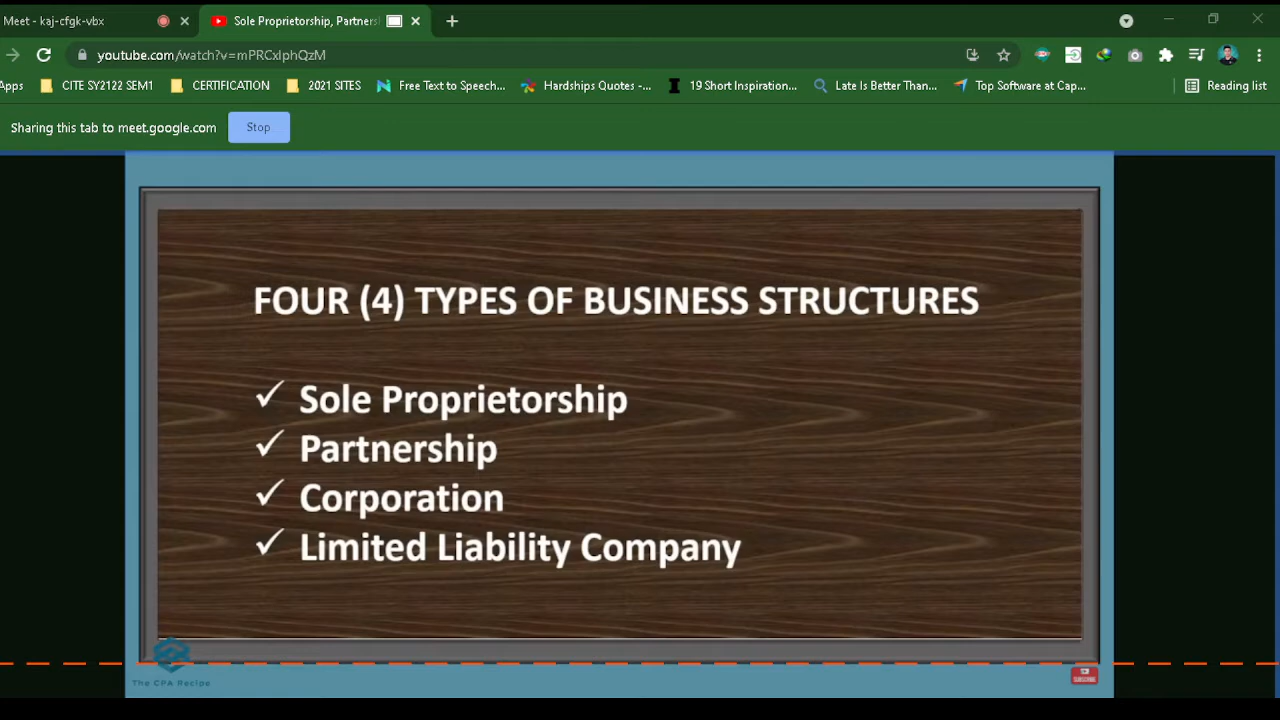 Meet - kaj-cfgk-vbx
Sole Proprietorship, Partners
youtube.com/watch?v=mPRCxIphQzM
Apps
CITE SY2122 SEM1
CERTIFICATION
2021 SITES
Free Text to Speech...
Hardships Quotes -...
19 Short Inspiration...
Late Is Better Than...
Top Software at Cap...
Reading list
Sharing this tab to meet.google.com
Stop
FOUR (4) TYPES OF BUSINESS STRUCTURES
✓ Sole Proprietorship
✓ Partnership
✓ Corporation
✓ Limited Liability Company
The CPA Recipe
SUBSCRIBE